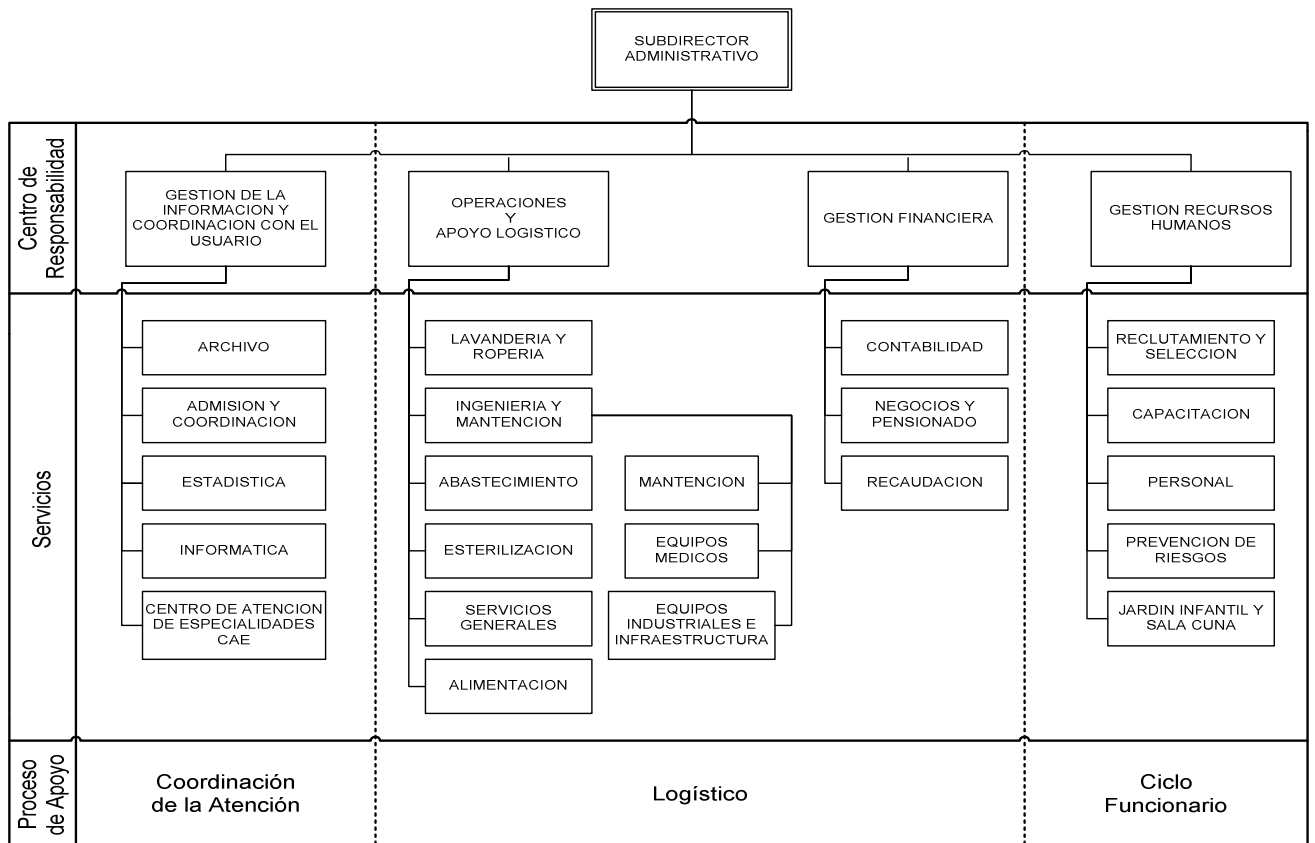 SUBDIRECTOR
ADMINISTRATIVO
Centro de
Responsabilidad
GESTION DE LA
INFORMACION Y
COORDINACION CON EL
USUARIO
OPERACIONES
Y
APOYO LOGISTICO
GESTION FINANCIERA
GESTION RECURSOS
HUMANOS
Servicios
ARCHIVO
ADMISION Y
COORDINACION
ESTADISTICA
INFORMATICA
CENTRO DE ATENCION
DE ESPECIALIDADES
CAE
LAVANDERIA Y
ROPERIA
INGENIERIA Y
MANTENCION
ABASTECIMIENTO
ESTERILIZACION
SERVICIOS
GENERALES
ALIMENTACION
MANTENCION
EQUIPOS
MEDICOS
EQUIPOS
INDUSTRIALES E
INFRAESTRUCTURA
CONTABILIDAD
NEGOCIOS Y
PENSIONADO
RECAUDACION
RECLUTAMIENTO Y
SELECCION
CAPACITACION
PERSONAL
PREVENCION DE
RIESGOS
JARDIN INFANTIL Y
SALA CUNA
Proceso
de Apoyo
Coordinación
de la Atención
Logístico
Ciclo
Funcionario